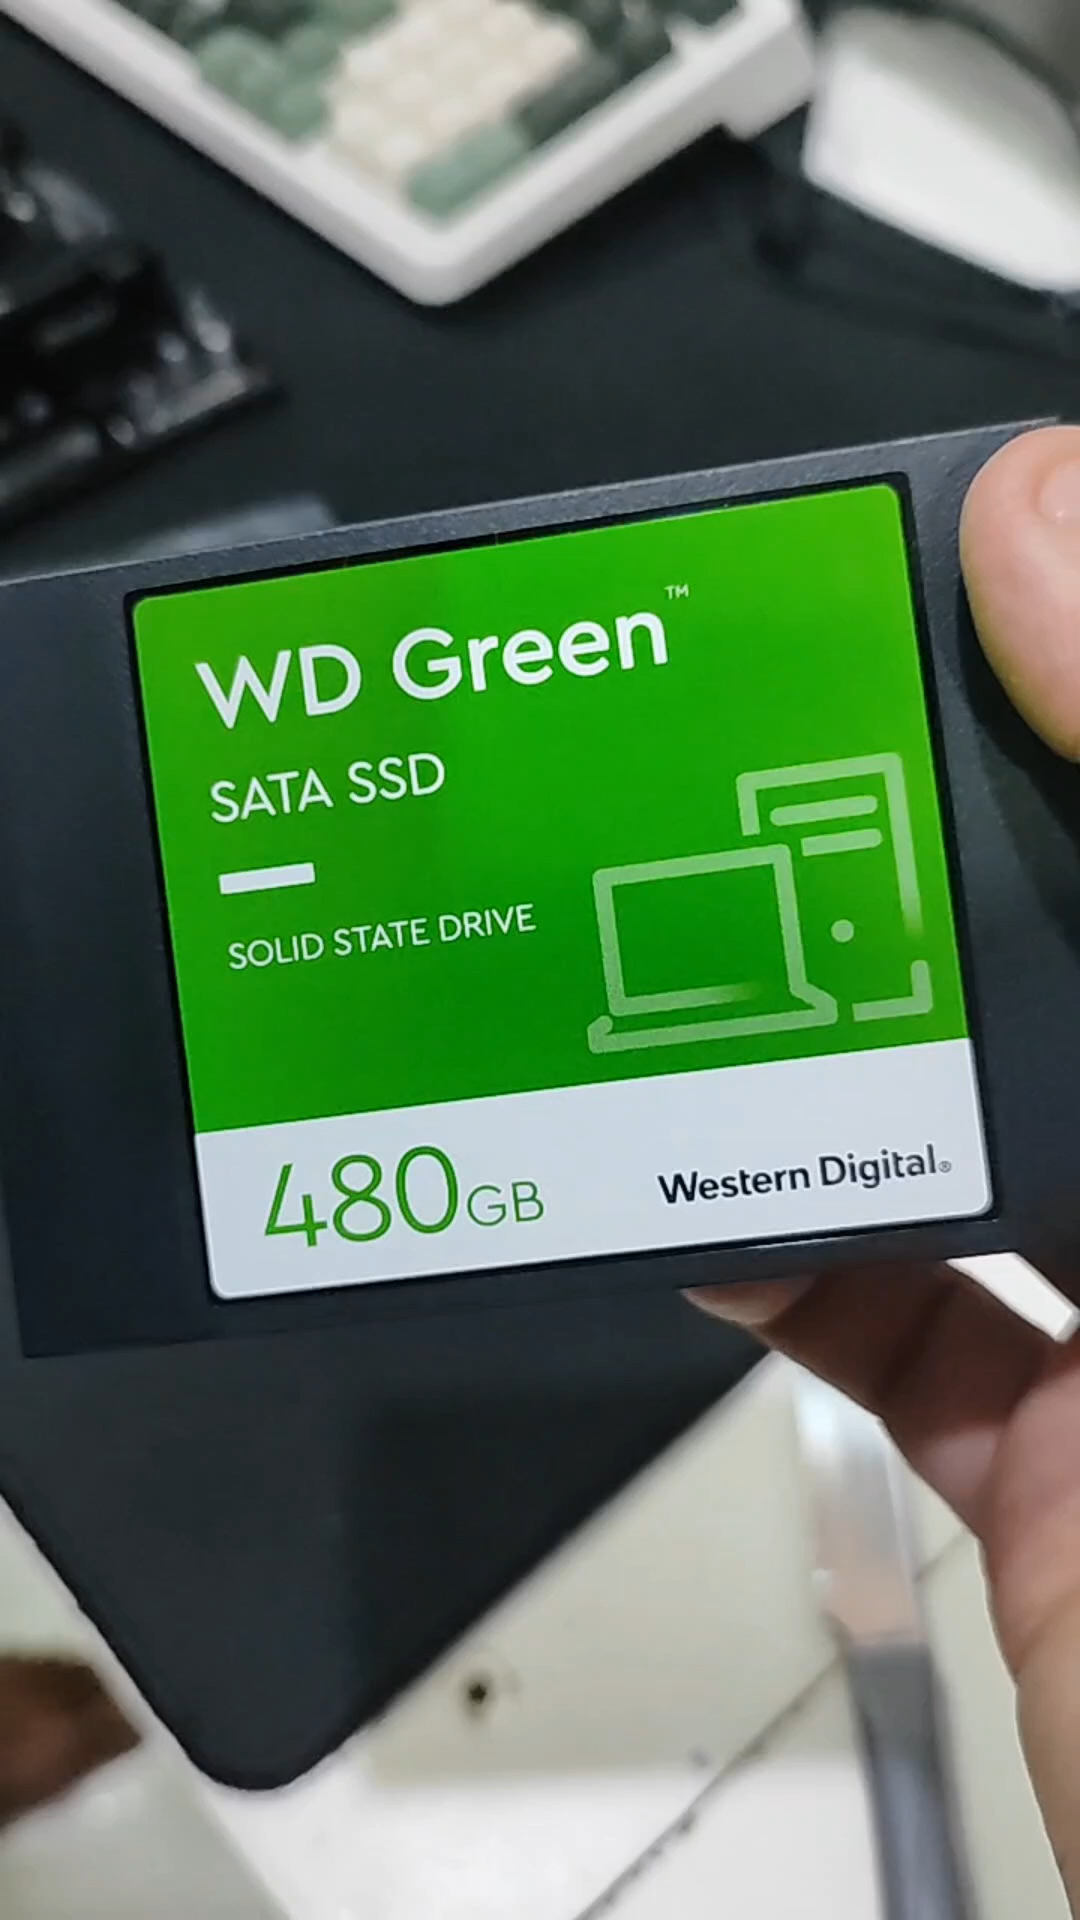 WD Green™
SATA SSD
SOLID STATE DRIVE
480GB
Western Digital®